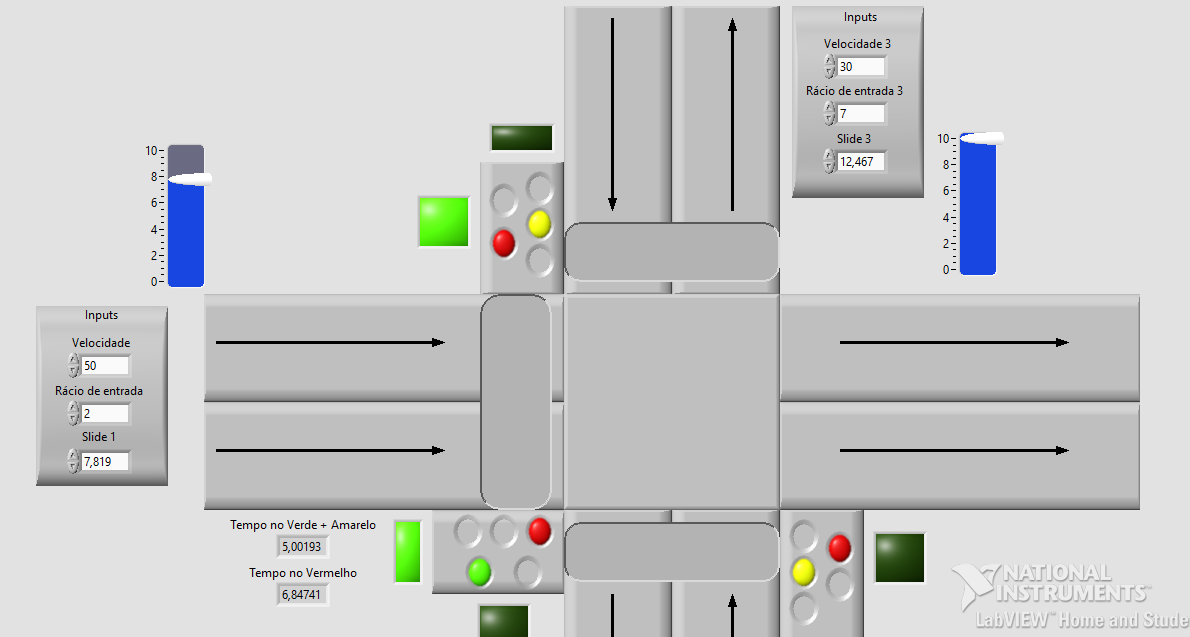 Inputs
Velocidade 3
30
Rácio de entrada 3
7
Slide 3
12,467
10
8
6
4
2
0
10
8
6
4
2
0
Inputs
Velocidade
50
Rácio de entrada
2
Slide 1
7,819
Tempo no Verde + Amarelo
5,00193
Tempo no Vermelho
6,84741
NATIONAL
INSTRUMENTS™
LabVIEW™ Home and Stude